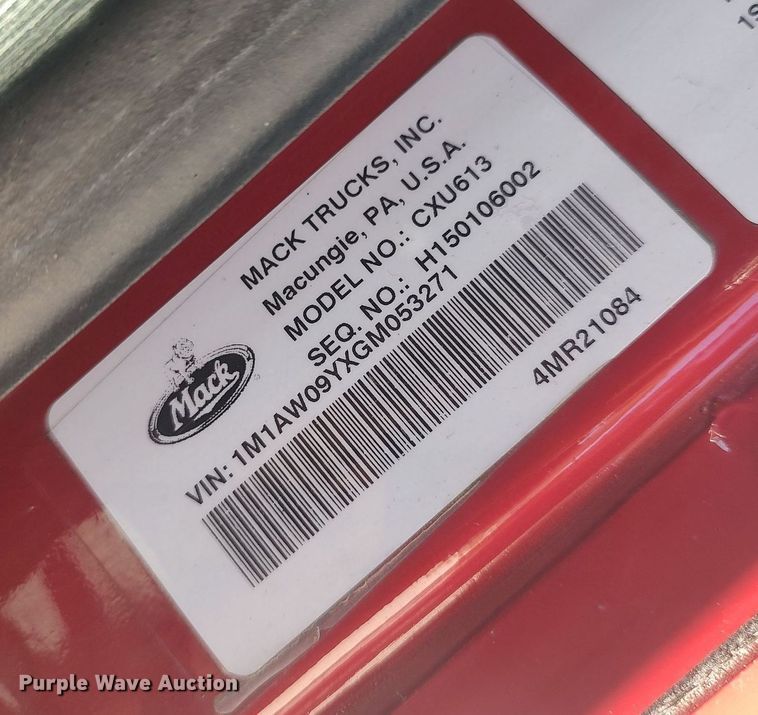 MACK TRUCKS, INC.
Macungie, PA, U.S.A.
MODEL NO.: CXU613
SEQ. NO.: H150106002
Mack
VIN: 1M1AW09YXGM053271
4MR21084
Purple Wave Auction